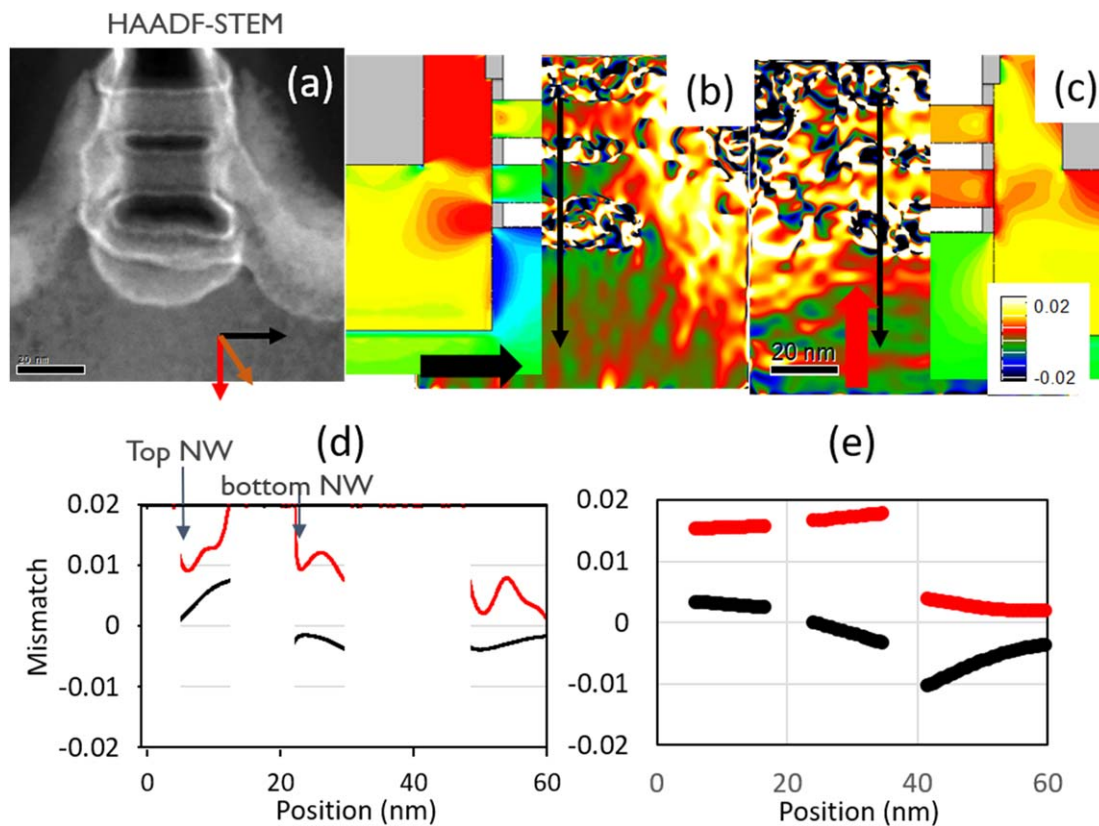 HAADF-STEM
(a)
(b)
(c)
20 nm
20 nm
0.02
-0.02
(d)
(e)
Top NW
bottom NW
0.02
0.01
0
-0.01
-0.02
Mismatch
0
20
40
60
Position (nm)
0.02
0.01
0
-0.01
-0.02
0
20
40
60
Position (nm)